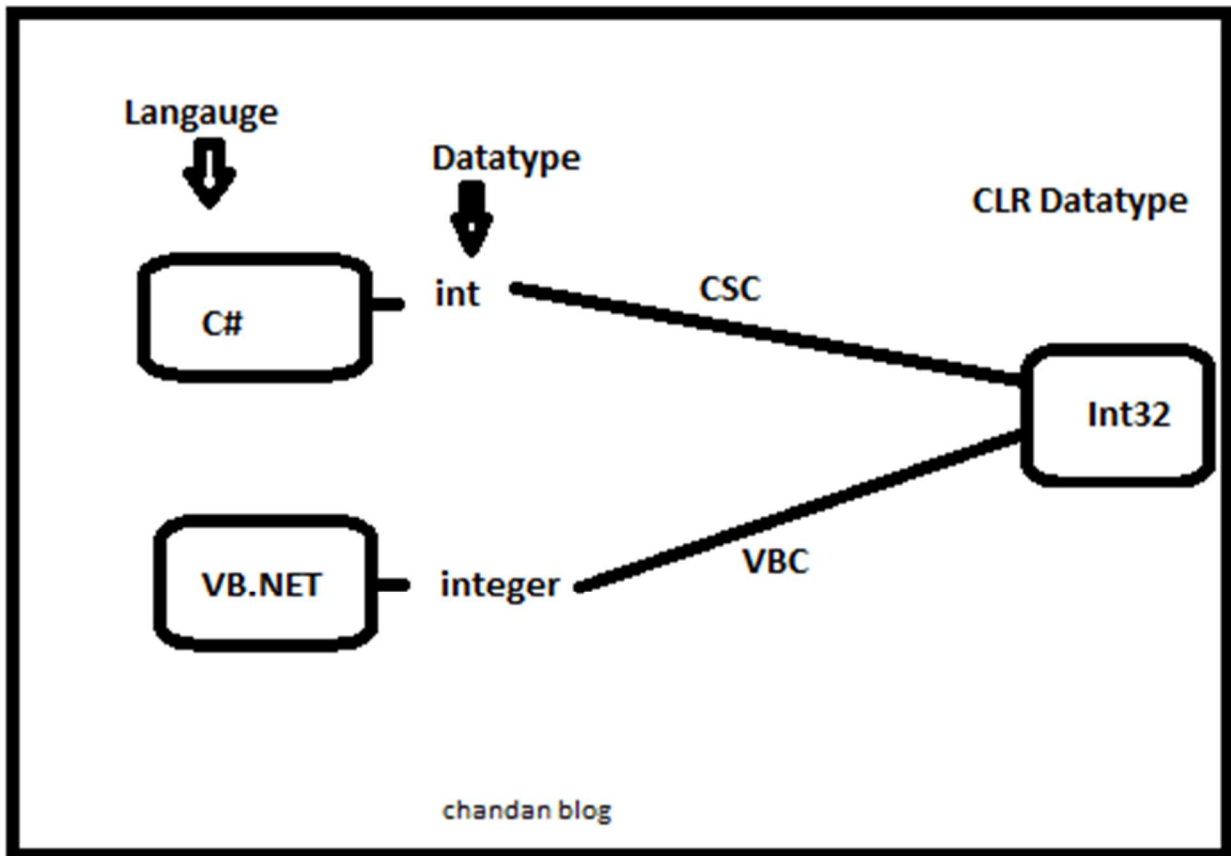 Langauge
Datatype
CLR Datatype
C#
int
CSC
Int32
VB.NET
integer
VBC
chandan blog